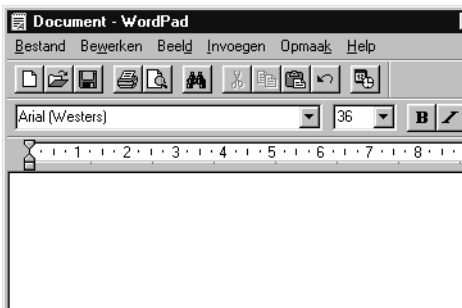 Document - WordPad
Bestand Bewerken Beeld Invoegen Opmaak Help
Arial (Westers) 36 B I
1 2 3 4 5 6 7 8